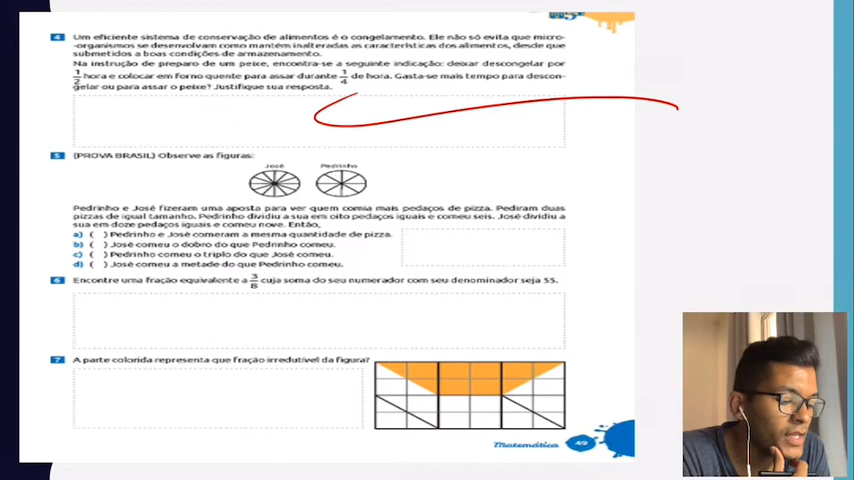 4 Um eficiente sistema de conservação de alimentos é o congelamento. Ele não só evita que micro-
-organismos se desenvolvam como mantém inalteradas as características dos alimentos, desde que
submetidos a boas condições de armazenamento.
Na instrução de preparo de um peixe, encontra-se a seguinte indicação: deixar descongelar por
1/2 hora e colocar em forno quente para assar durante 1/4 de hora. Gasta-se mais tempo para descon-
gelar ou para assar o peixe? Justifique sua resposta.
5 (PROVA BRASIL) Observe as figuras:
José Pedrinho
Pedrinho e José fizeram uma aposta para ver quem comia mais pedaços de pizza. Pediram duas
pizzas de igual tamanho. Pedrinho dividiu a sua em oito pedaços iguais e comeu seis. José dividiu a
sua em doze pedaços iguais e comeu nove. Então,
a) ( ) Pedrinho e José comeram a mesma quantidade de pizza.
b) ( ) José comeu o dobro do que Pedrinho comeu.
c) ( ) Pedrinho comeu o triplo do que José comeu.
d) ( ) José comeu a metade do que Pedrinho comeu.
6 Encontre uma fração equivalente a 3/8 cuja soma do seu numerador com seu denominador seja 55.
7 A parte colorida representa que fração irredutível da figura?
Matemática 49